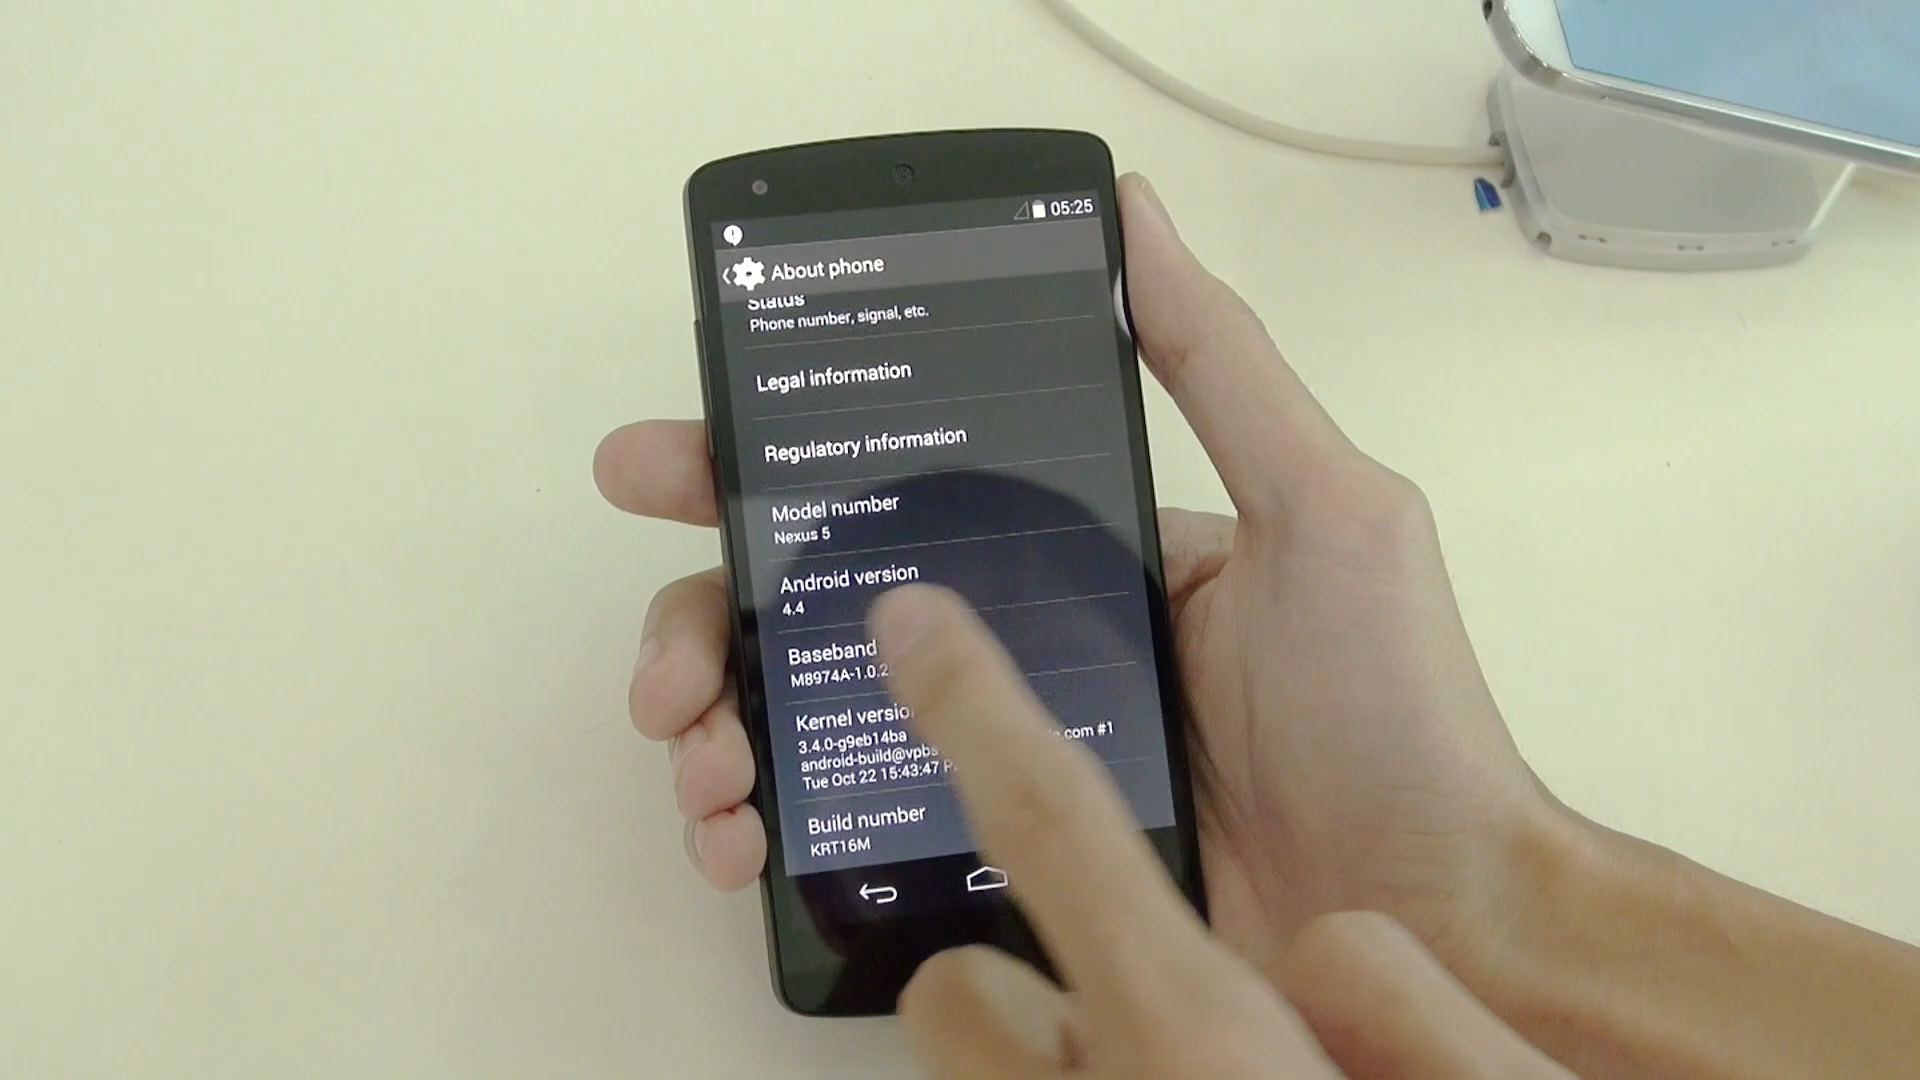 05:25
About phone
Status
Phone number, signal, etc.
Legal information
Regulatory information
Model number
Nexus 5
Android version
4.4
Baseband
M8974A-1.0.2
Kernel version
3.4.0-g9eb14ba
android-build@vpbs .com #1
Tue Oct 22 15:43:47
Build number
KRT16M